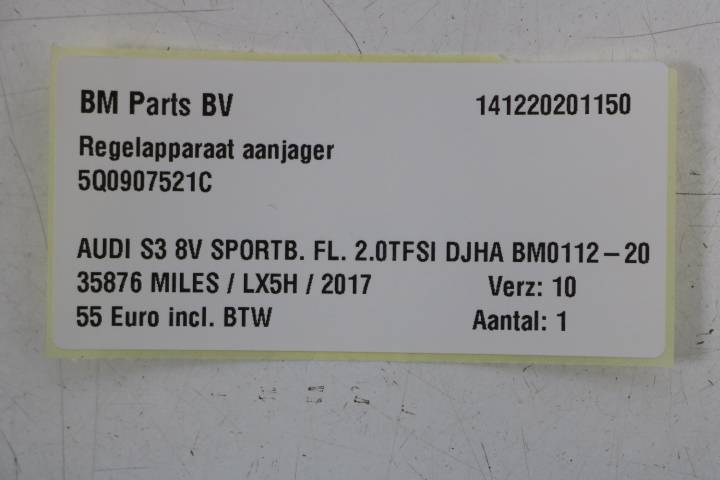 BM Parts BV 141220201150
Regelapparaat aanjager
5Q0907521C
AUDI S3 8V SPORTB. FL. 2.0TFSI DJHA BM0112-20
35876 MILES / LX5H / 2017 Verz: 10
55 Euro incl. BTW Aantal: 1